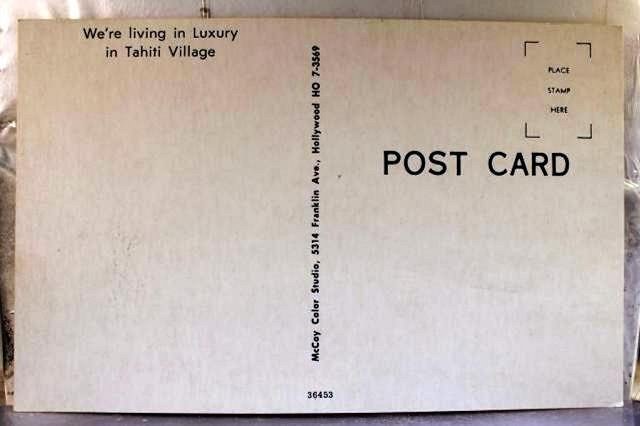 We're living in Luxury
in Tahiti Village
McCoy Color Studio, 5314 Franklin Ave., Hollywood HO 7-3569
PLACE
STAMP
HERE
POST CARD
36453